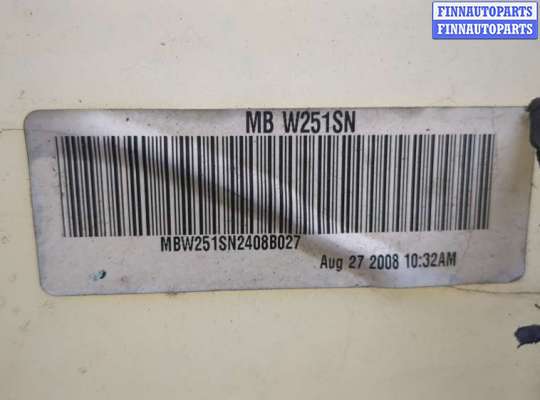 FINNAUTOPARTS
FINNAUTOPARTS
MB W251SN
MBW251SN2408B027
Aug 27 2008 10:32AM